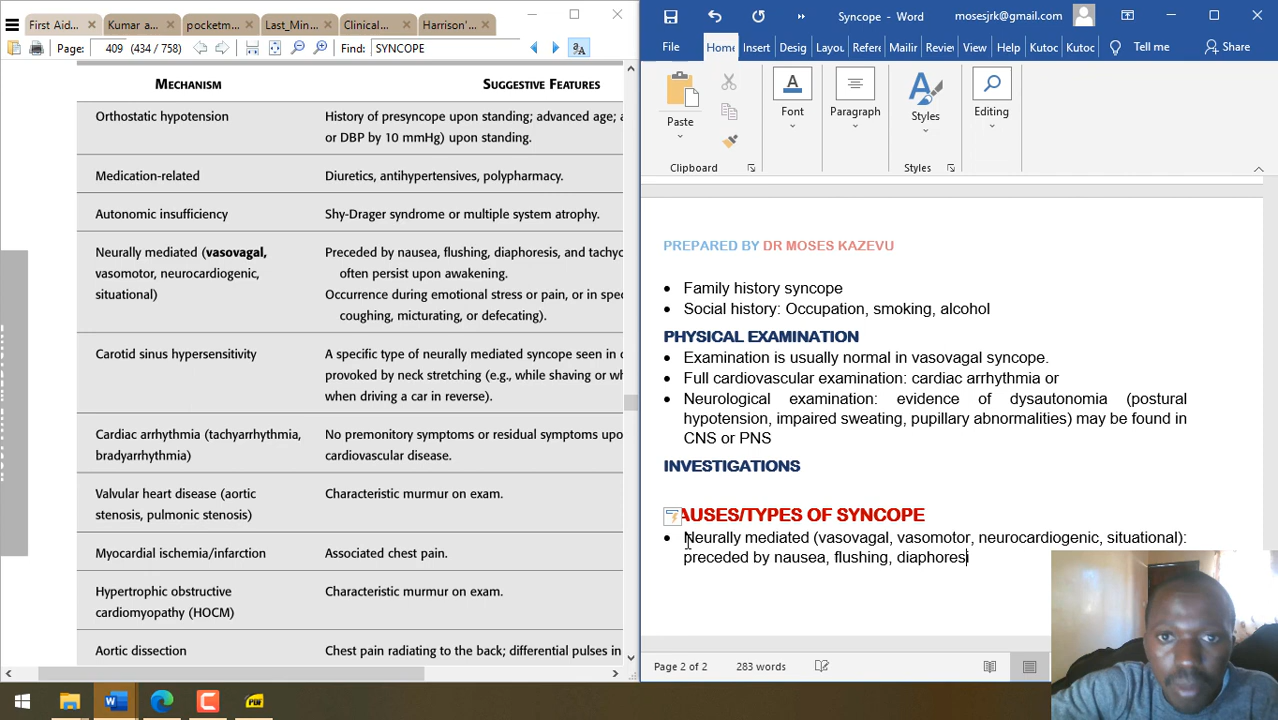 First Aid...
Kumar a...
pocketm...
Last_Min...
Clinical...
Harrison'...
Page: 409 (434 / 758)
Find: SYNCOPE
MECHANISM
SUGGESTIVE FEATURES
Orthostatic hypotension
History of presyncope upon standing; advanced age; a
or DBP by 10 mmHg) upon standing.
Medication-related
Diuretics, antihypertensives, polypharmacy.
Autonomic insufficiency
Shy-Drager syndrome or multiple system atrophy.
Neurally mediated (vasovagal,
vasomotor, neurocardiogenic,
situational)
Preceded by nausea, flushing, diaphoresis, and tachyc
often persist upon awakening.
Occurrence during emotional stress or pain, or in spec
coughing, micturating, or defecating).
Carotid sinus hypersensitivity
A specific type of neurally mediated syncope seen in
provoked by neck stretching (e.g., while shaving or wh
when driving a car in reverse).
Cardiac arrhythmia (tachyarrhythmia,
bradyarrhythmia)
No premonitory symptoms or residual symptoms upo
cardiovascular disease.
Valvular heart disease (aortic
stenosis, pulmonic stenosis)
Characteristic murmur on exam.
Myocardial ischemia/infarction
Associated chest pain.
Hypertrophic obstructive
cardiomyopathy (HOCM)
Characteristic murmur on exam.
Aortic dissection
Chest pain radiating to the back; differential pulses in
Syncope - Word
mosesjrk@gmail.com
File Home Insert Desig Layou Refere Mailir Reviev View Help Kutoc Kutoc Tell me Share
Paste
Font
Paragraph
Styles
Editing
Clipboard
Styles
PREPARED BY DR MOSES KAZEVU
• Family history syncope
• Social history: Occupation, smoking, alcohol
PHYSICAL EXAMINATION
• Examination is usually normal in vasovagal syncope.
• Full cardiovascular examination: cardiac arrhythmia or
• Neurological examination: evidence of dysautonomia (postural
hypotension, impaired sweating, pupillary abnormalities) may be found in
CNS or PNS
INVESTIGATIONS
AUSES/TYPES OF SYNCOPE
• Neurally mediated (vasovagal, vasomotor, neurocardiogenic, situational):
preceded by nausea, flushing, diaphoresi
Page 2 of 2
283 words
PDF